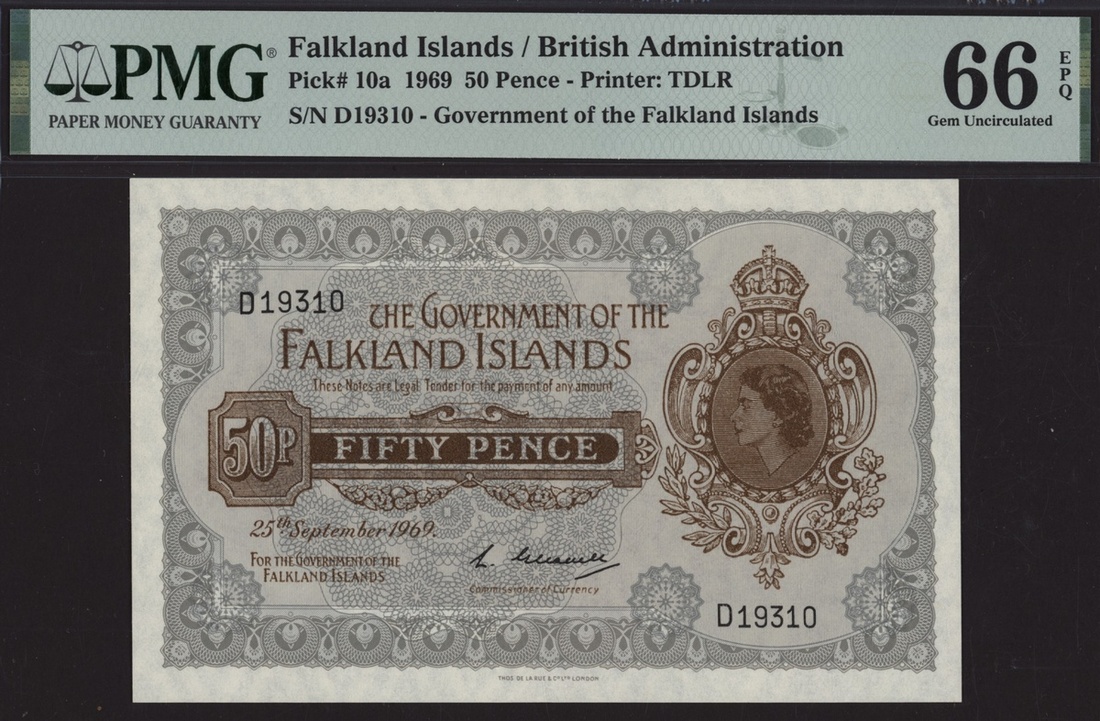 PMG®
PAPER MONEY GUARANTY
Falkland Islands / British Administration
Pick# 10a 1969 50 Pence - Printer: TDLR
S/N D19310 - Government of the Falkland Islands
66 EPQ
Gem Uncirculated
D19310
THE GOVERNMENT OF THE
FALKLAND ISLANDS
These Notes are Legal Tender for the payment of any amount
50P
FIFTY PENCE
25th September 1969.
FOR THE GOVERNMENT OF THE
FALKLAND ISLANDS
Commissioner of Currency
D19310
THOS. DE LA RUE & CO LTD LONDON